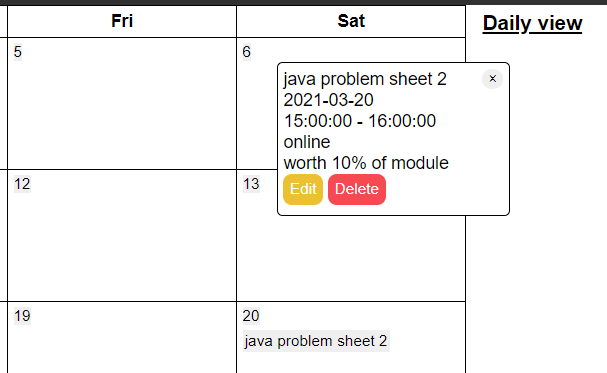 Fri Sat Daily view
5 6
java problem sheet 2 ×
2021-03-20
15:00:00 - 16:00:00
online
worth 10% of module
Edit Delete
12 13
19 20
java problem sheet 2